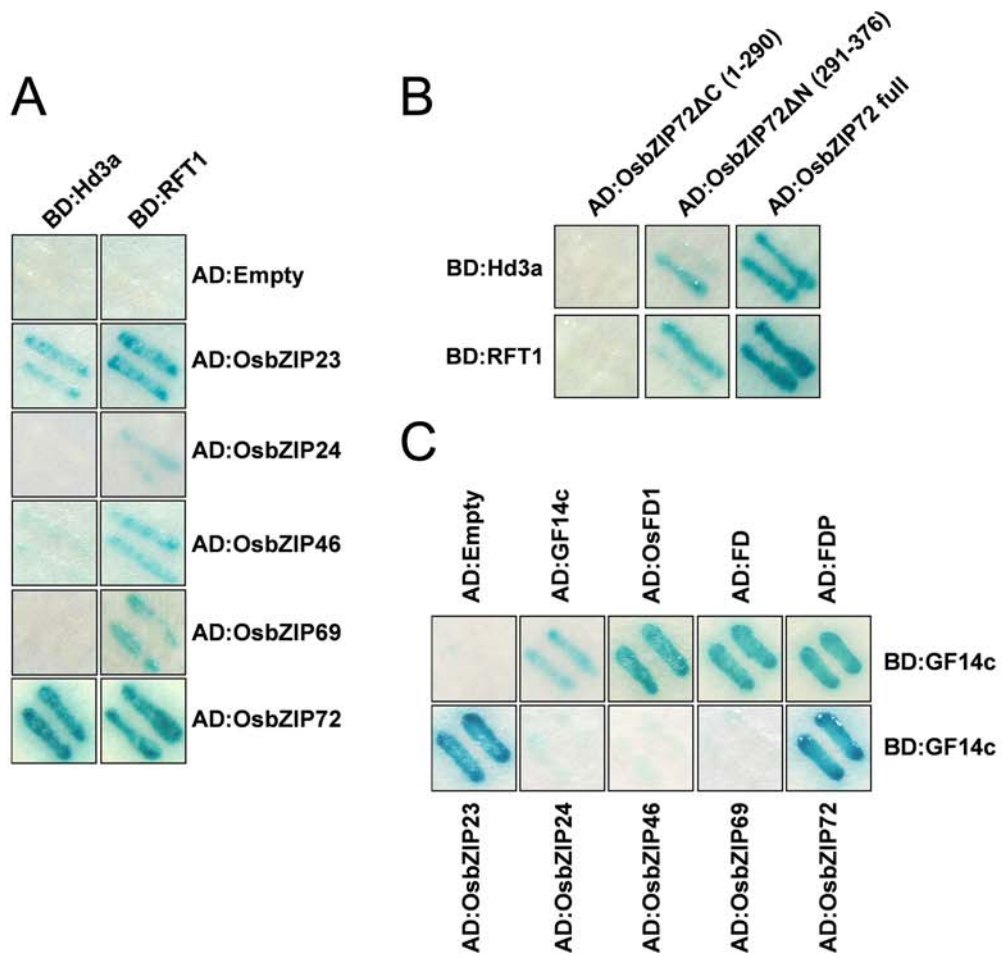 A
BD:Hd3a
BD:RFT1
AD:Empty
AD:OsbZIP23
AD:OsbZIP24
AD:OsbZIP46
AD:OsbZIP69
AD:OsbZIP72
B
AD:OsbZIP72ΔC (1-290)
AD:OsbZIP72ΔN (291-376)
AD:OsbZIP72 full
BD:Hd3a
BD:RFT1
C
AD:Empty
AD:GF14c
AD:OsFD1
AD:FD
AD:FDP
BD:GF14c
BD:GF14c
AD:OsbZIP23
AD:OsbZIP24
AD:OsbZIP46
AD:OsbZIP69
AD:OsbZIP72